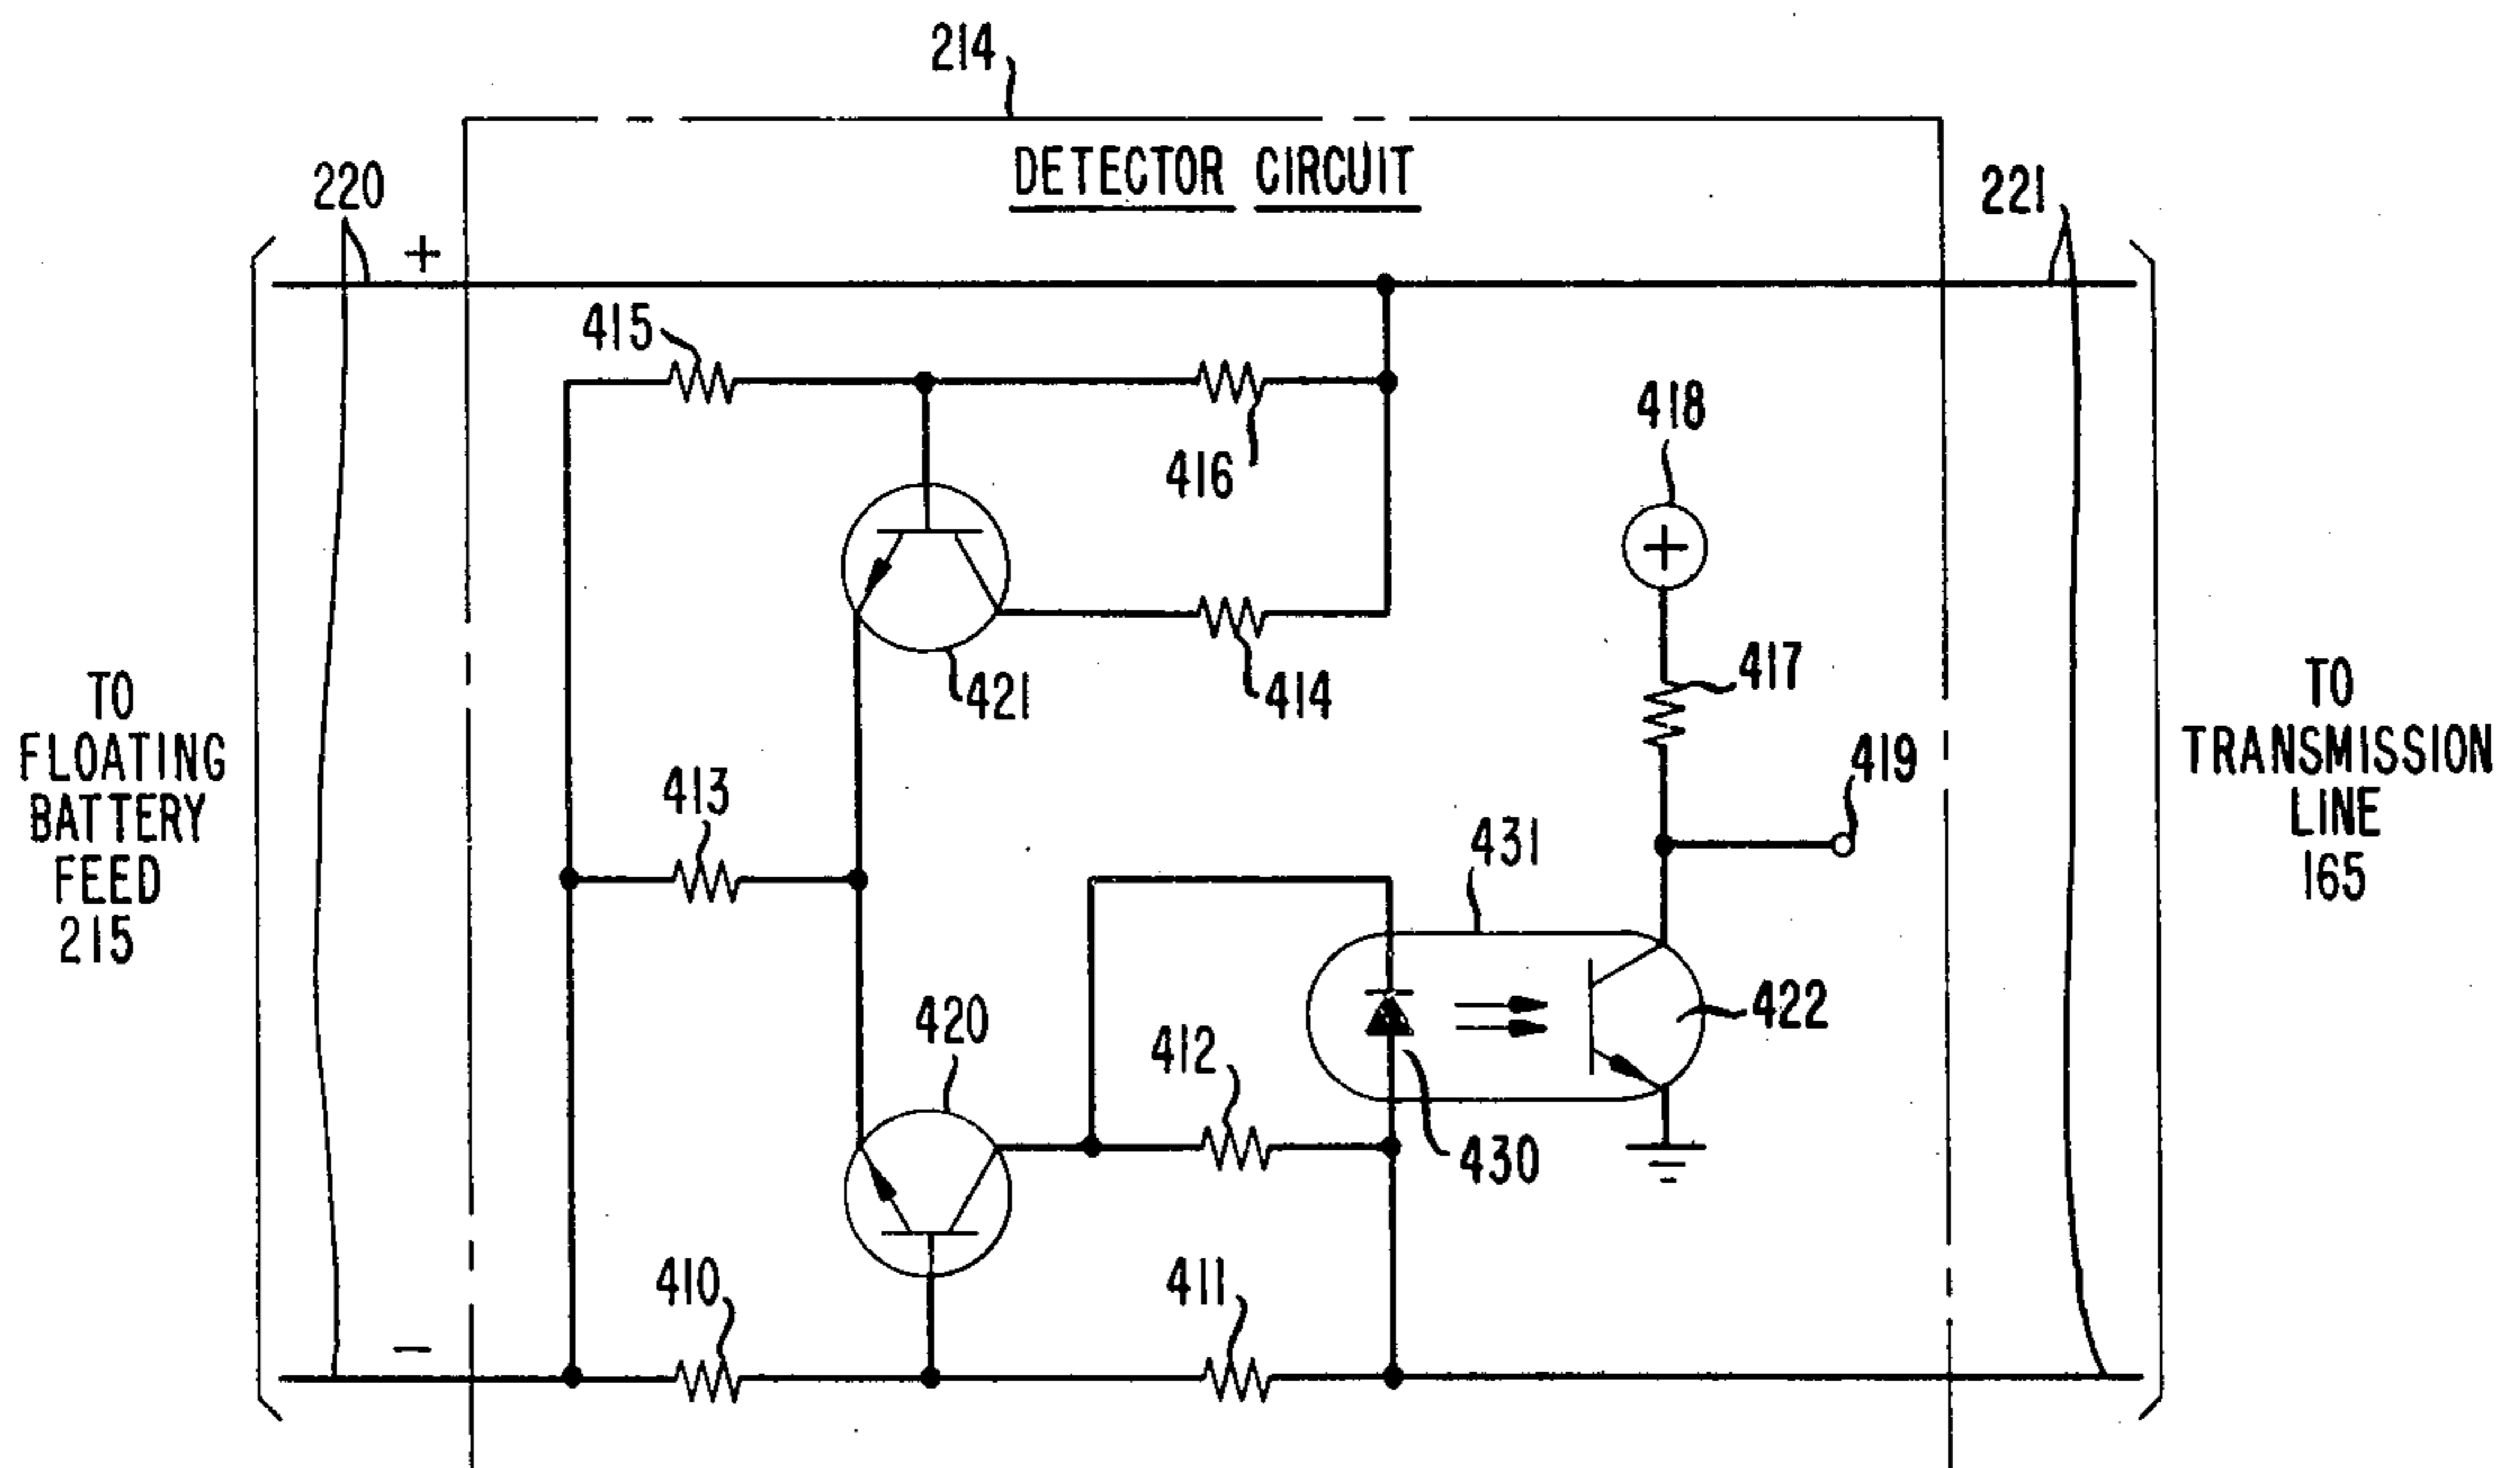 214
DETECTOR CIRCUIT
220
221
+
415
416
418
+
421
414
417
419
TO
FLOATING
BATTERY
FEED
215
TO
TRANSMISSION
LINE
165
413
431
420
412
422
430
410
411
−